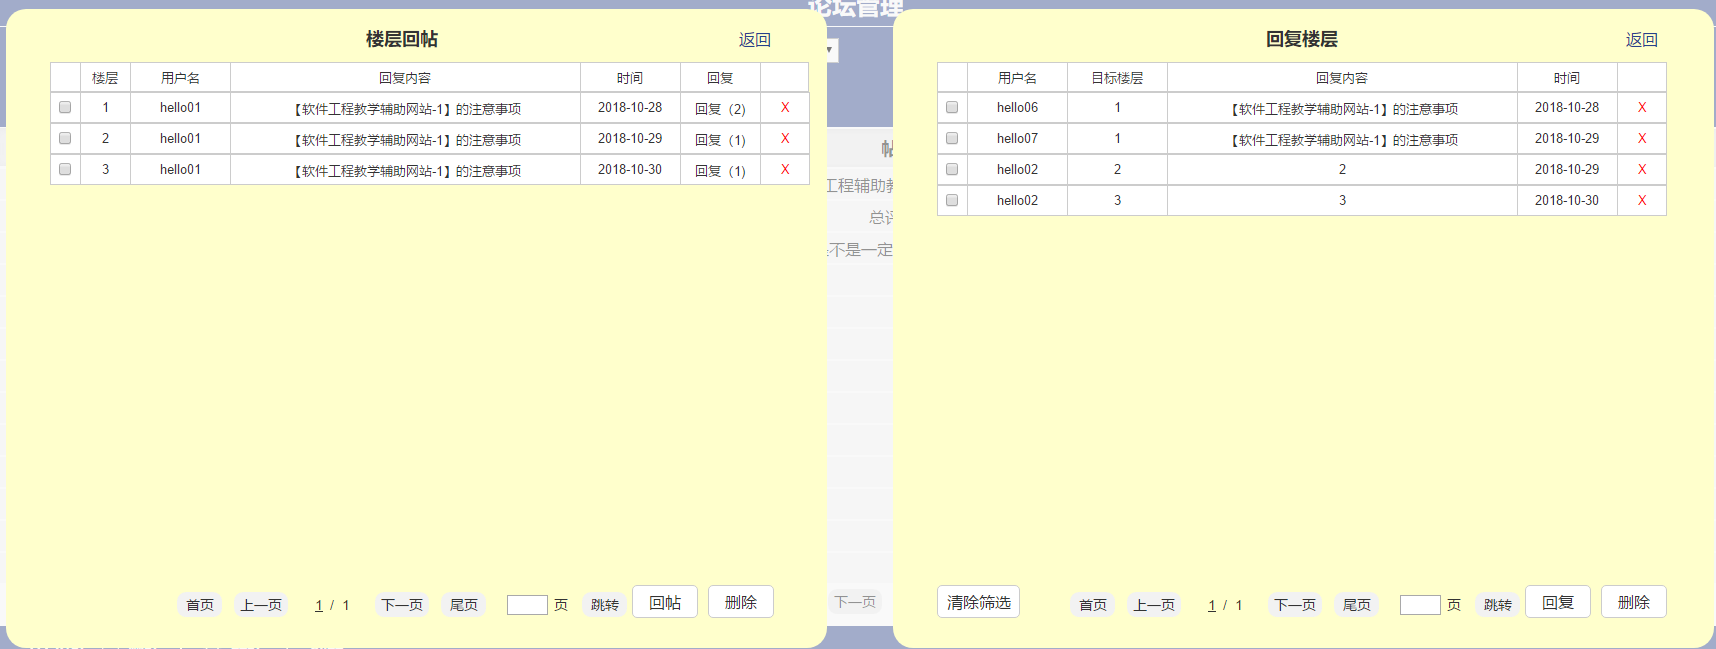 论坛管理
楼层回帖 返回
楼层 用户名 回复内容 时间 回复
1 hello01 【软件工程教学辅助网站-1】的注意事项 2018-10-28 回复（2） X
2 hello01 【软件工程教学辅助网站-1】的注意事项 2018-10-29 回复（1） X
3 hello01 【软件工程教学辅助网站-1】的注意事项 2018-10-30 回复（1） X
首页 上一页 1 / 1 下一页 尾页 页 跳转 回帖 删除
工程辅助
总评
不是一定
下一页
回复楼层 返回
用户名 目标楼层 回复内容 时间
hello06 1 【软件工程教学辅助网站-1】的注意事项 2018-10-28 X
hello07 1 【软件工程教学辅助网站-1】的注意事项 2018-10-29 X
hello02 2 2 2018-10-29 X
hello02 3 3 2018-10-30 X
清除筛选 首页 上一页 1 / 1 下一页 尾页 页 跳转 回复 删除